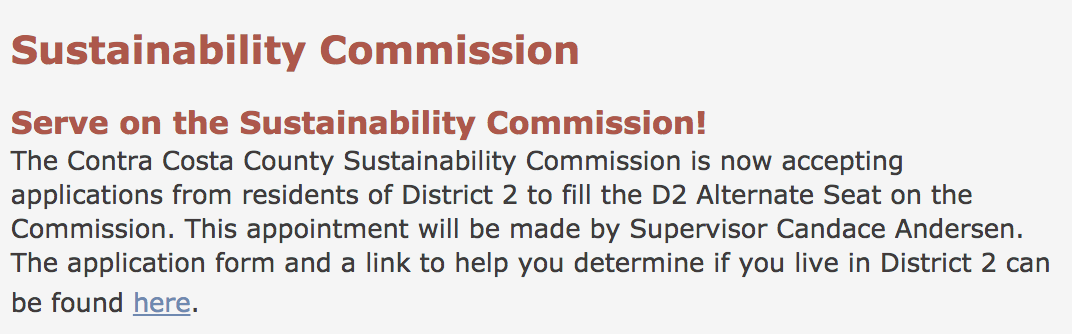 Sustainability Commission
Serve on the Sustainability Commission!
The Contra Costa County Sustainability Commission is now accepting
applications from residents of District 2 to fill the D2 Alternate Seat on the
Commission. This appointment will be made by Supervisor Candace Andersen.
The application form and a link to help you determine if you live in District 2 can
be found here.